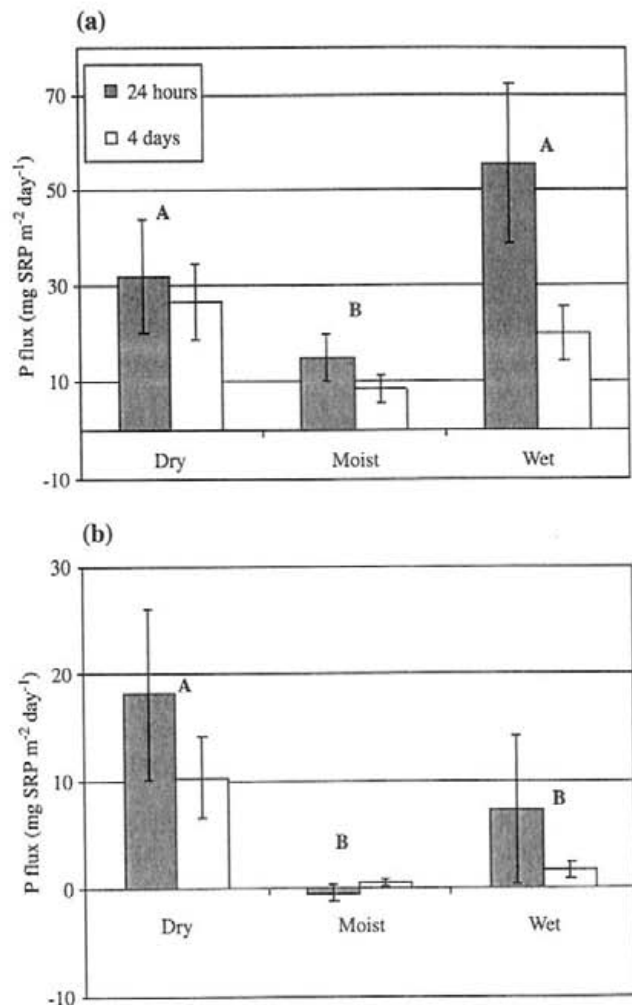 (a)
70
50
30
10
-10
P flux (mg SRP m⁻² day⁻¹)
24 hours
4 days
A
B
A
Dry
Moist
Wet
(b)
30
20
10
0
-10
P flux (mg SRP m⁻² day⁻¹)
A
B
B
Dry
Moist
Wet